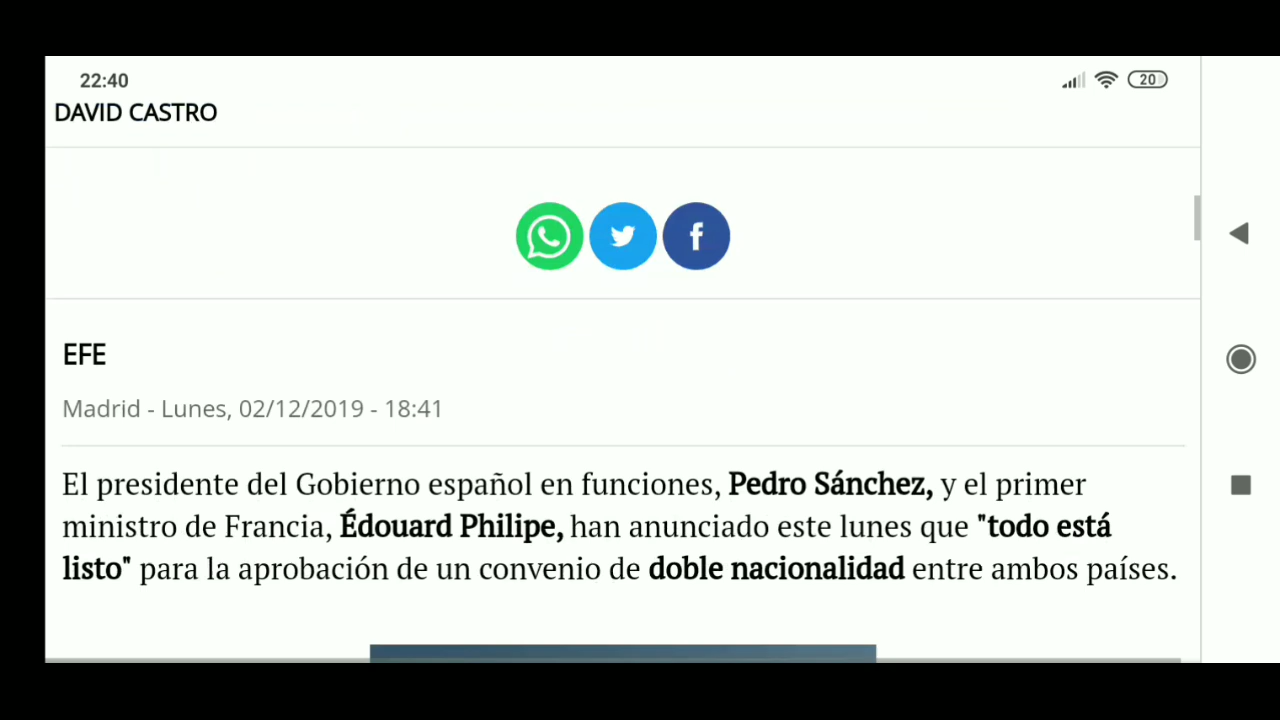 22:40
20
DAVID CASTRO
EFE
Madrid - Lunes, 02/12/2019 - 18:41
El presidente del Gobierno español en funciones, Pedro Sánchez, y el primer
ministro de Francia, Édouard Philipe, han anunciado este lunes que "todo está
listo" para la aprobación de un convenio de doble nacionalidad entre ambos países.